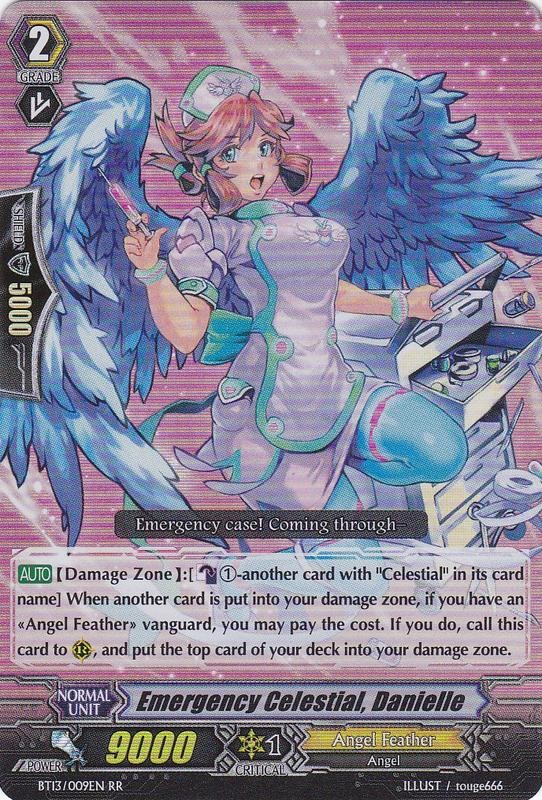 2
GRADE
SHIELD
5000
Emergency case! Coming through–
AUTO 【Damage Zone】:[①-another card with "Celestial" in its card
name] When another card is put into your damage zone, if you have an
«Angel Feather» vanguard, you may pay the cost. If you do, call this
card to , and put the top card of your deck into your damage zone.
NORMAL
UNIT
Emergency Celestial, Danielle
POWER
9000
1
CRITICAL
Angel Feather
Angel
BT13/009EN RR
ILLUST / touge666